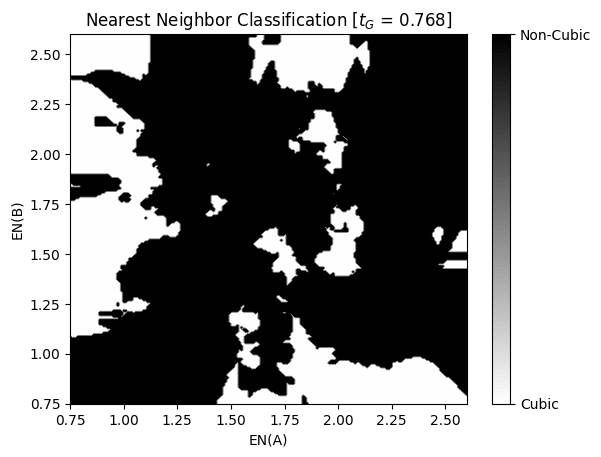 Nearest Neighbor Classification [$t_G$ = 0.768]
2.50
2.25
2.00
1.75
1.50
1.25
1.00
0.75
EN(B)
0.75 1.00 1.25 1.50 1.75 2.00 2.25 2.50
EN(A)
Non-Cubic
Cubic